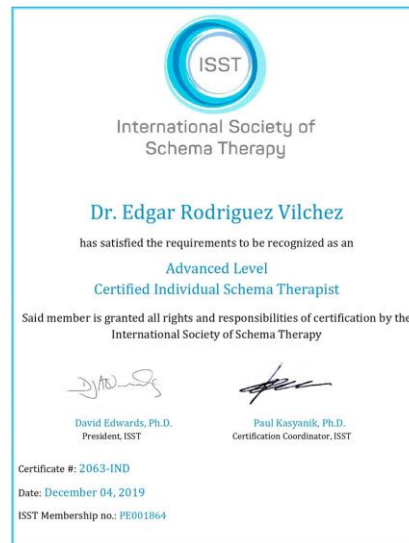 ISST
International Society of
Schema Therapy
Dr. Edgar Rodriguez Vilchez
has satisfied the requirements to be recognized as an
Advanced Level
Certified Individual Schema Therapist
Said member is granted all rights and responsibilities of certification by the
International Society of Schema Therapy
David Edwards, Ph.D.
President, ISST
Paul Kasyanik, Ph.D.
Certification Coordinator, ISST
Certificate #: 2063-IND
Date: December 04, 2019
ISST Membership no.: PE001864